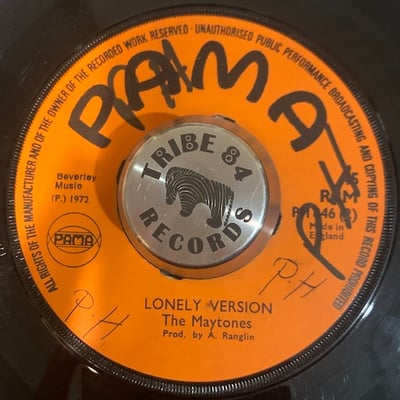 ALL RIGHTS OF THE MANUFACTURER AND OF THE OWNER OF THE RECORDED WORK RESERVED · UNAUTHORISED PUBLIC PERFORMANCE BROADCASTING AND COPYING OF THIS RECORD PROHIBITED
PAMA
Beverley
Music
(P.) 1972
TRIBE 84
RECORDS
RPM
Made in
England
PAMA
P.H
P.H
LONELY VERSION
The Maytones
Prod. by A. Ranglin